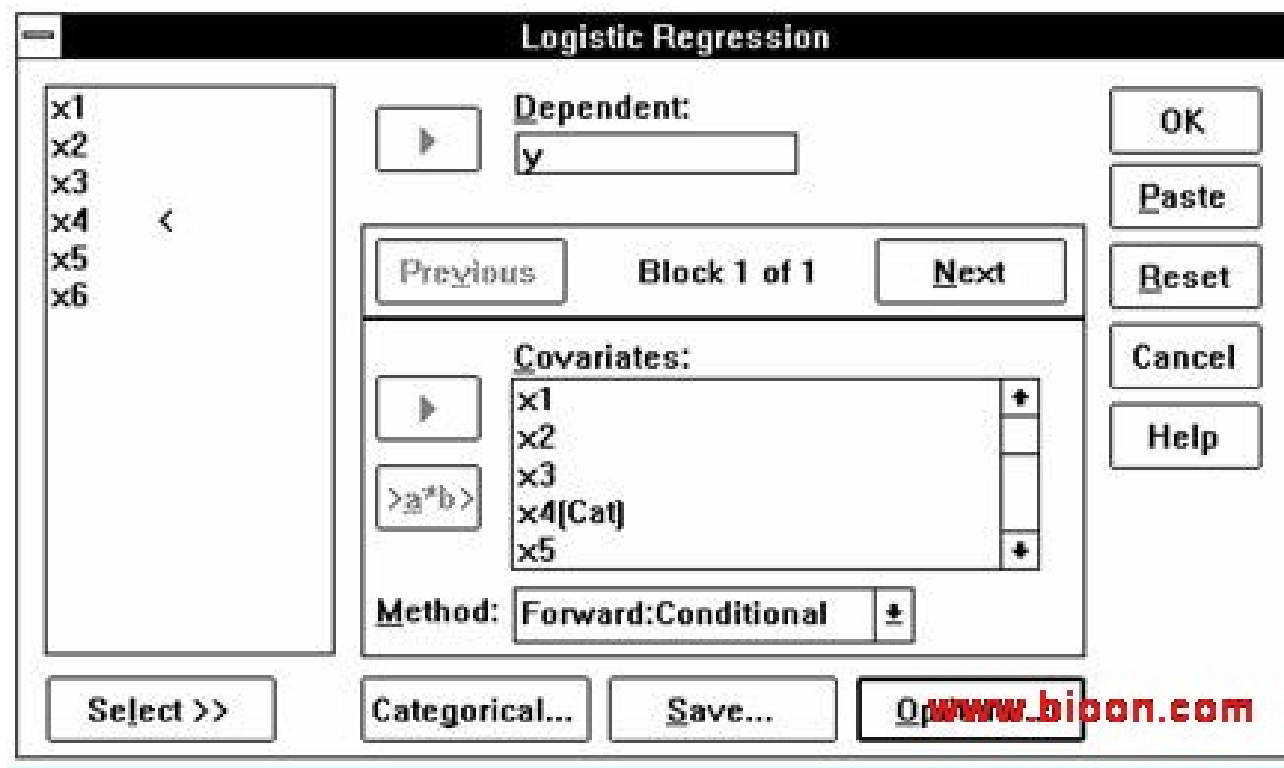 Logistic Regression
x1
x2
x3
x4 <
x5
x6
Dependent:
y
Previous
Block 1 of 1
Next
Covariates:
x1
x2
x3
x4(Cat)
x5
>a*b>
Method:
Forward:Conditional
OK
Paste
Reset
Cancel
Help
Select >>
Categorical...
Save...
www.bioon.com